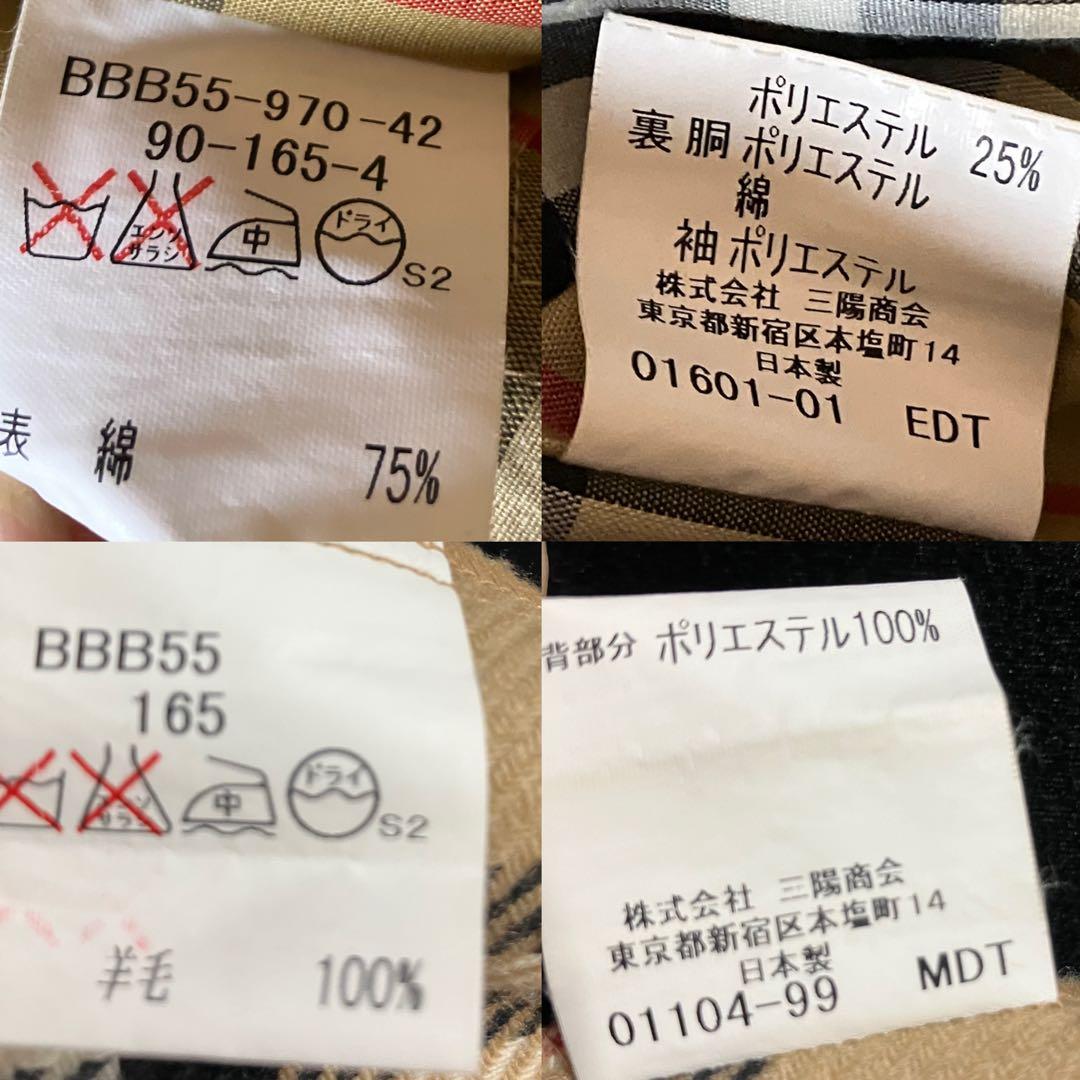 BBB55-970-42
90-165-4
エンソ
サラシ
中
ドライ
S2
表 綿 75%
ポリエステル 25%
裏 胴 ポリエステル
綿
袖 ポリエステル
株式会社 三陽商会
東京都新宿区本塩町14
日本製
01601-01 EDT
BBB55
165
エンソ
サラシ
中
ドライ
S2
羊毛 100%
背部分 ポリエステル100%
株式会社 三陽商会
東京都新宿区本塩町14
日本製
01104-99 MDT